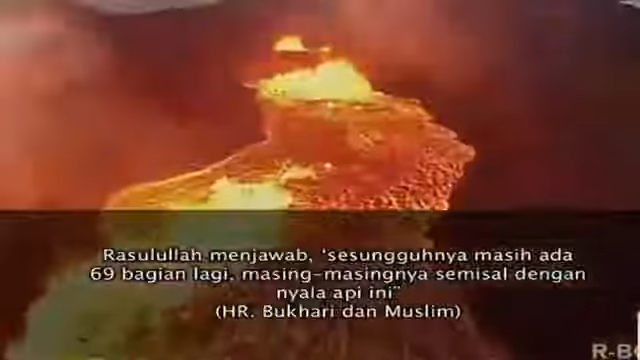 Rasulullah menjawab, 'sesungguhnya masih ada
69 bagian lagi, masing-masingnya semisal dengan
nyala api ini"
(HR. Bukhari dan Muslim)